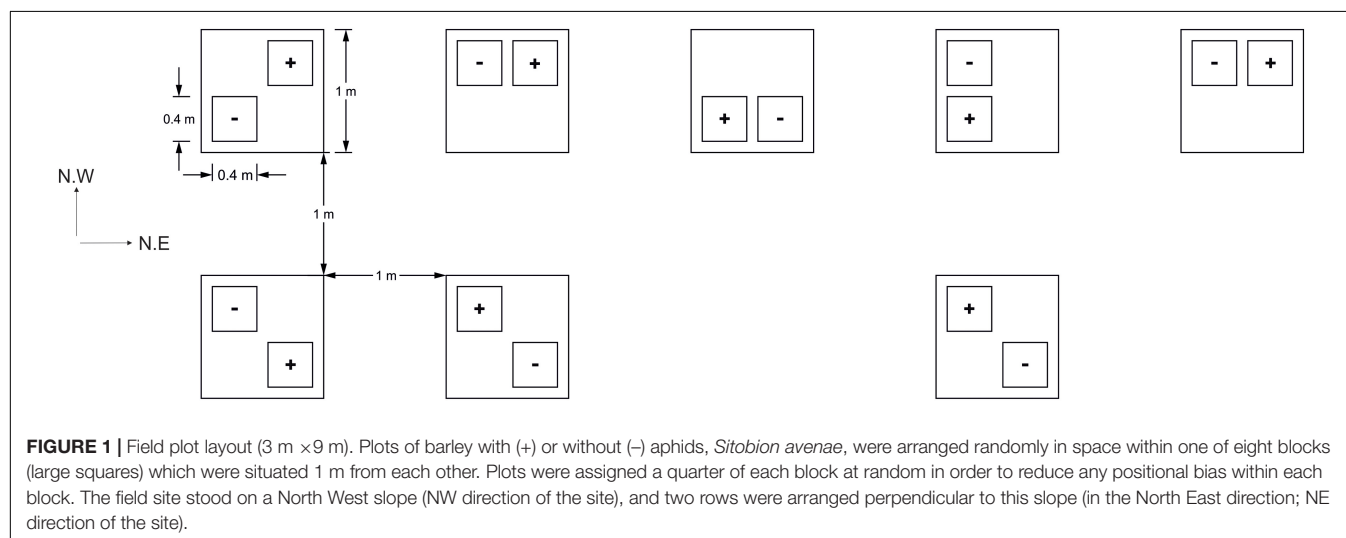 +
-
1 m
0.4 m
0.4 m
- +
+ -
-
+
- +
N.W
N.E
1 m
1 m
-
+
+
-
+
-
FIGURE 1 | Field plot layout (3 m ×9 m). Plots of barley with (+) or without (–) aphids, Sitobion avenae, were arranged randomly in space within one of eight blocks
(large squares) which were situated 1 m from each other. Plots were assigned a quarter of each block at random in order to reduce any positional bias within each
block. The field site stood on a North West slope (NW direction of the site), and two rows were arranged perpendicular to this slope (in the North East direction; NE
direction of the site).